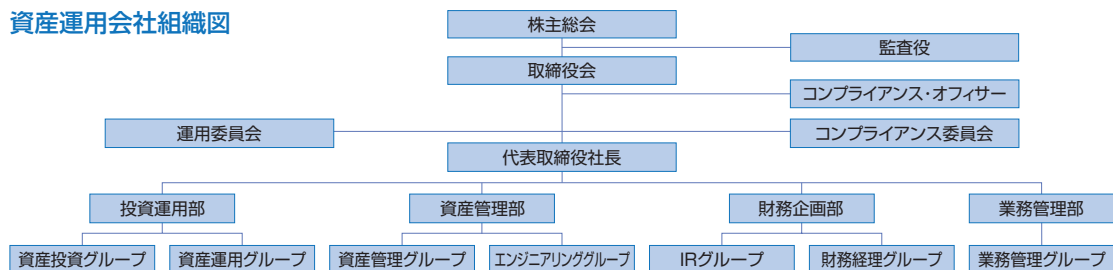 資産運用会社組織図
株主総会
監査役
取締役会
コンプライアンス・オフィサー
運用委員会
コンプライアンス委員会
代表取締役社長
投資運用部
資産管理部
財務企画部
業務管理部
資産投資グループ
資産運用グループ
資産管理グループ
エンジニアリンググループ
IRグループ
財務経理グループ
業務管理グループ